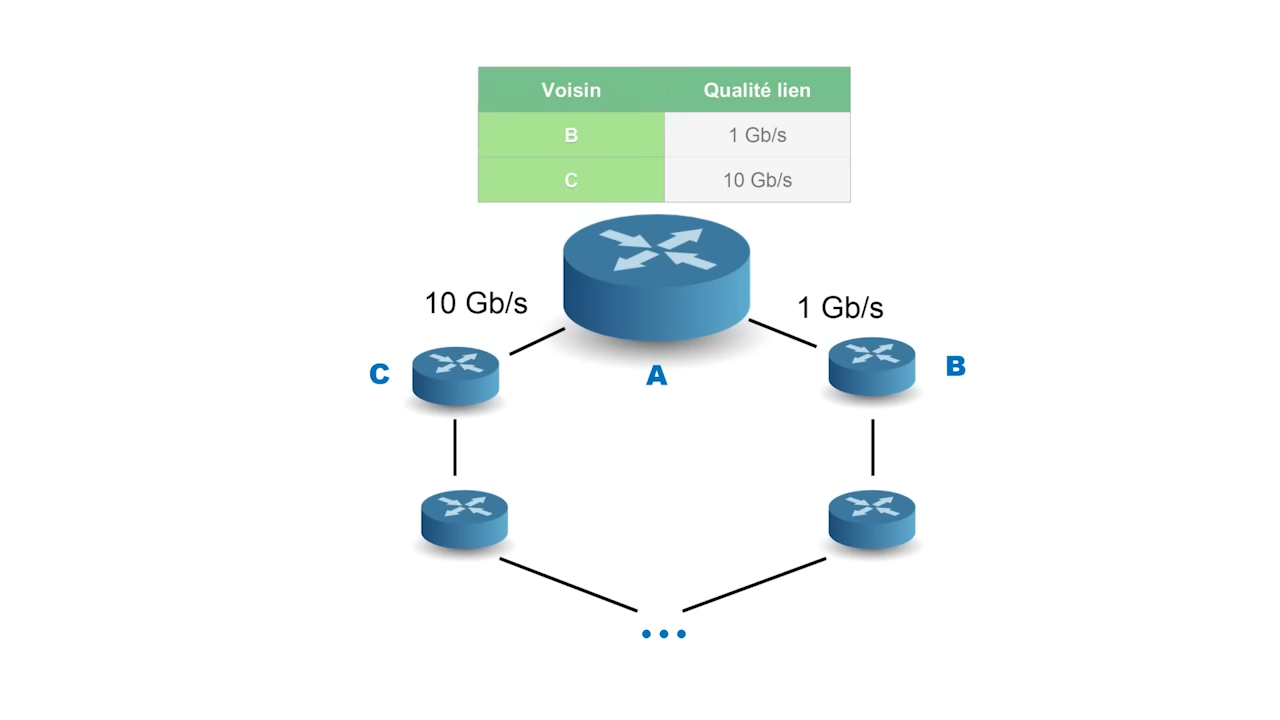 Voisin Qualité lien
B 1 Gb/s
C 10 Gb/s
10 Gb/s 1 Gb/s
C A B
•••